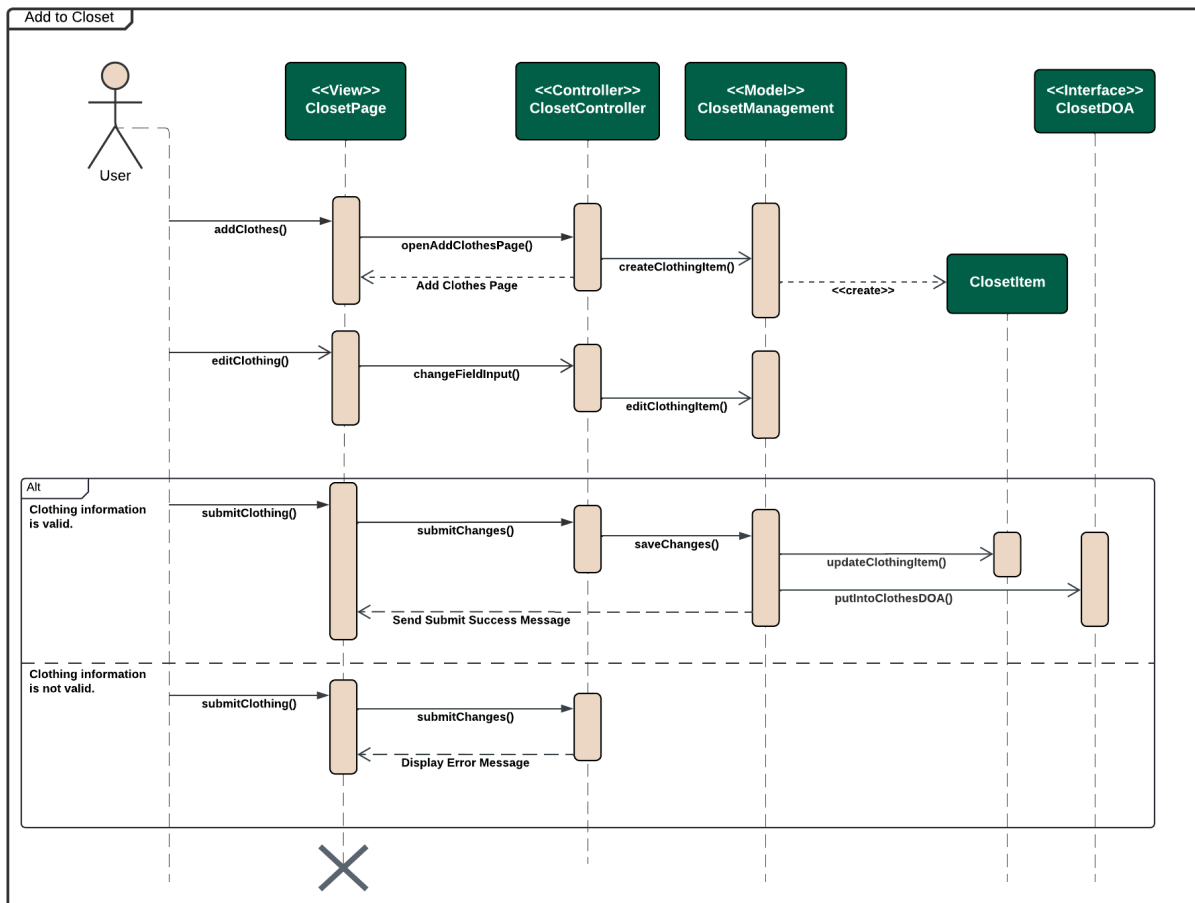 Add to Closet
<<View>>
ClosetPage
<<Controller>>
ClosetController
<<Model>>
ClosetManagement
<<Interface>>
ClosetDOA
User
addClothes()
openAddClothesPage()
createClothingItem()
Add Clothes Page
<<create>>
ClosetItem
editClothing()
changeFieldInput()
editClothingItem()
Alt
Clothing information
is valid.
submitClothing()
submitChanges()
saveChanges()
updateClothingItem()
putIntoClothesDOA()
Send Submit Success Message
Clothing information
is not valid.
submitClothing()
submitChanges()
Display Error Message